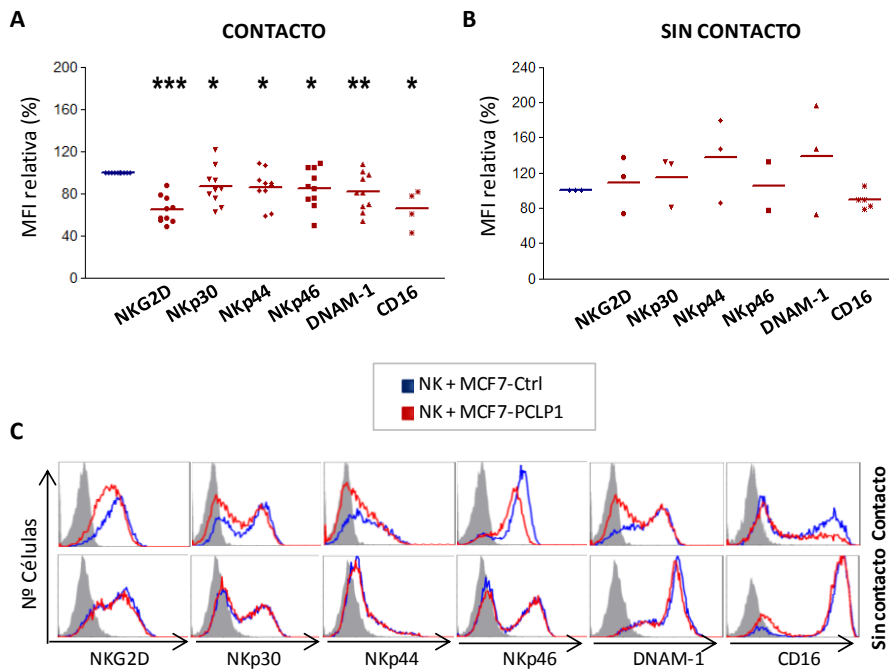 A
CONTACTO
MFI relativa (%)
200
160
120
80
40
0
*** * * * ** *
NKG2D NKp30 NKp44 NKp46 DNAM-1 CD16
B
SIN CONTACTO
MFI relativa (%)
240
200
160
120
80
40
0
NKG2D NKp30 NKp44 NKp46 DNAM-1 CD16
NK + MCF7-Ctrl
NK + MCF7-PCLP1
C
Nº Células
Contacto
Sin contacto
NKG2D NKp30 NKp44 NKp46 DNAM-1 CD16